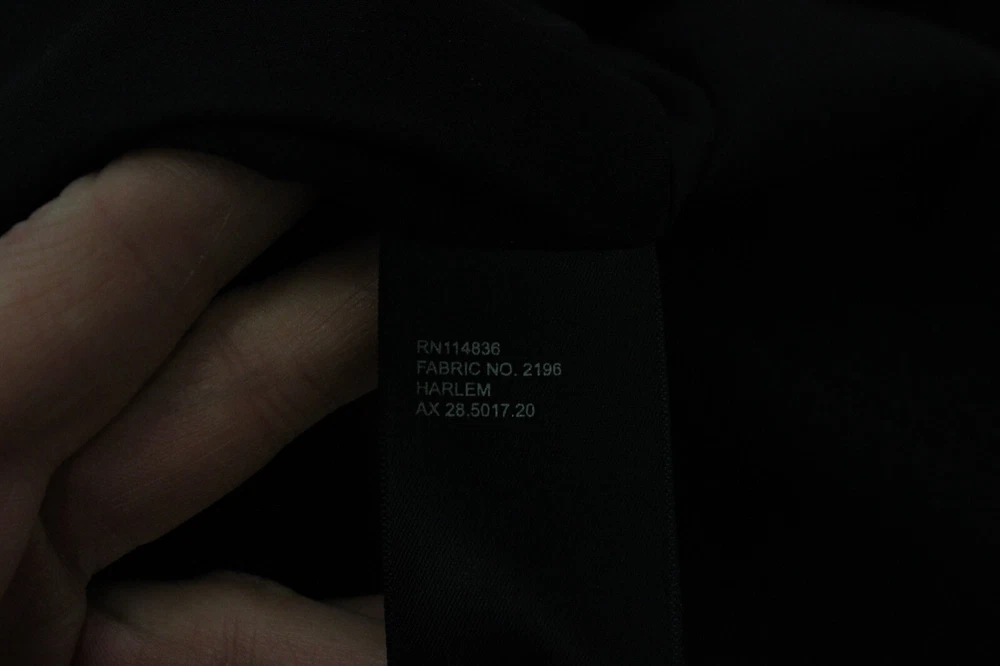 RN114836
FABRIC NO. 2196
HARLEM
AX 28.5017.20